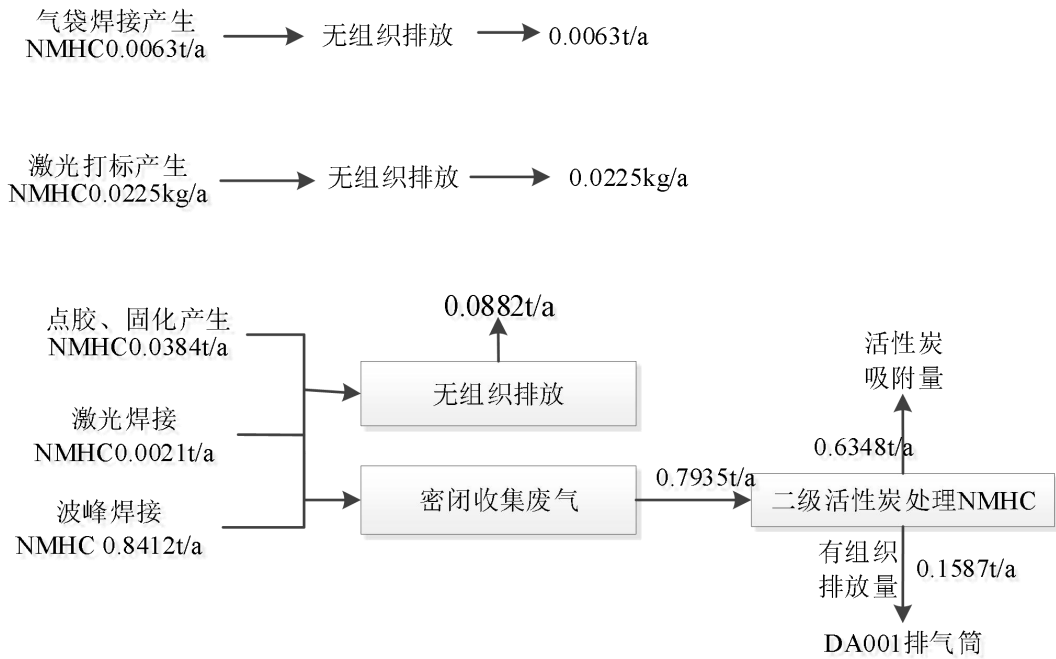 气袋焊接产生
NMHC0.0063t/a
无组织排放
0.0063t/a
激光打标产生
NMHC0.0225kg/a
无组织排放
0.0225kg/a
点胶、固化产生
NMHC0.0384t/a
激光焊接
NMHC0.0021t/a
波峰焊接
NMHC 0.8412t/a
0.0882t/a
无组织排放
密闭收集废气
0.7935t/a
活性炭
吸附量
0.6348t/a
二级活性炭处理NMHC
有组织
排放量
0.1587t/a
DA001排气筒